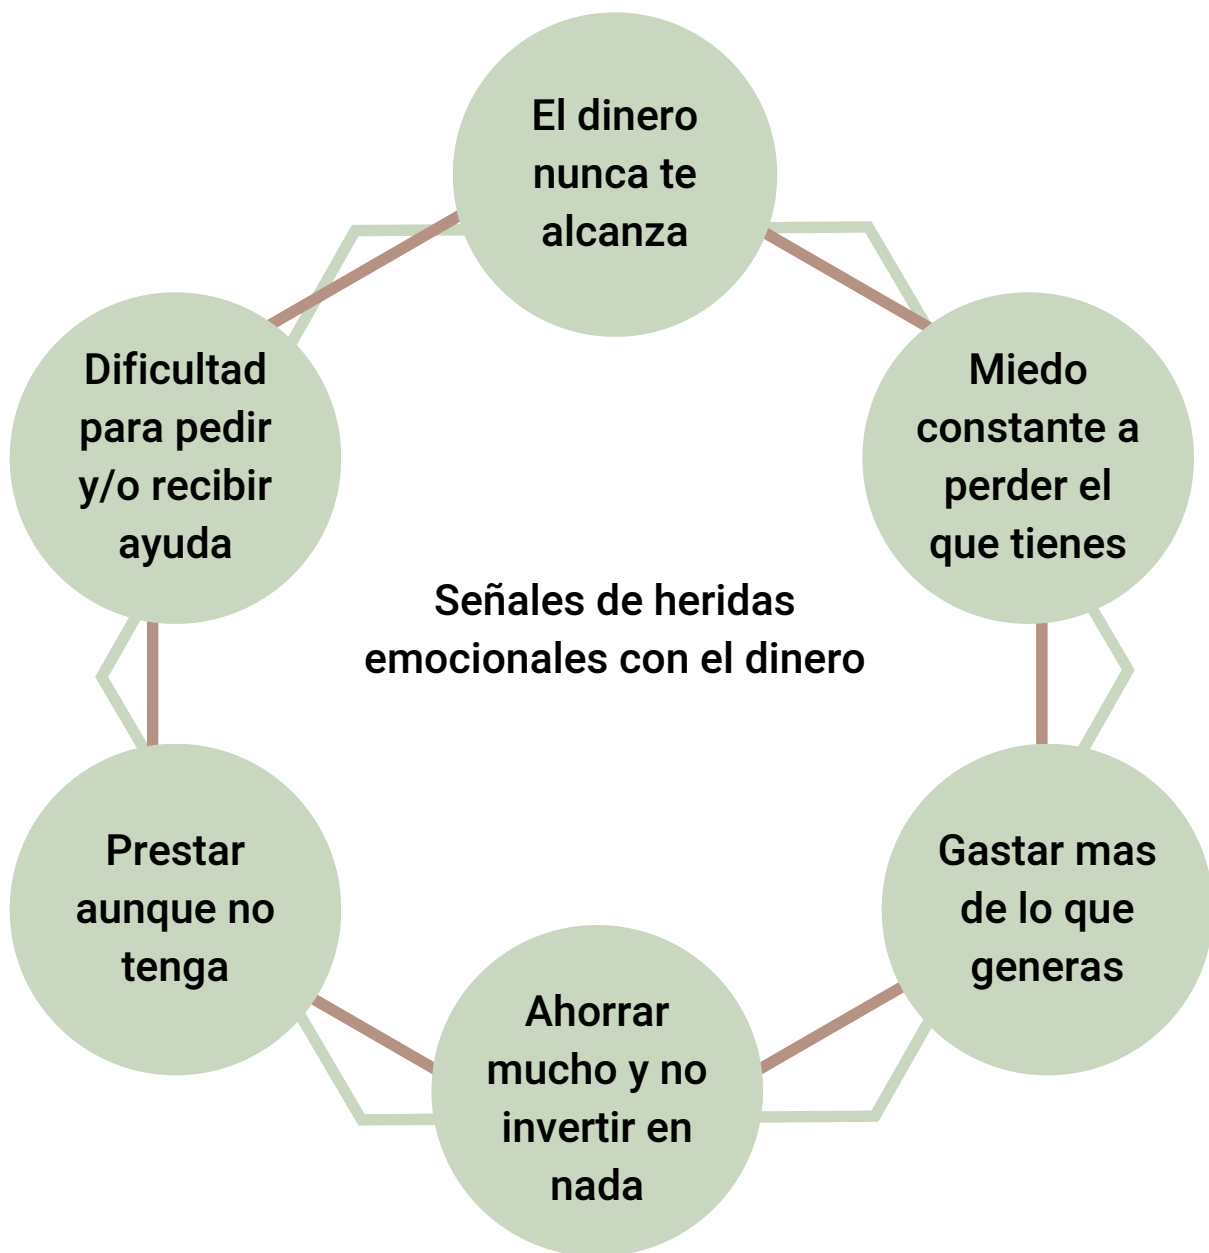 El dinero
nunca te
alcanza
Miedo
constante a
perder el
que tienes
Gastar mas
de lo que
generas
Ahorrar
mucho y no
invertir en
nada
Prestar
aunque no
tenga
Dificultad
para pedir
y/o recibir
ayuda
Señales de heridas
emocionales con el dinero